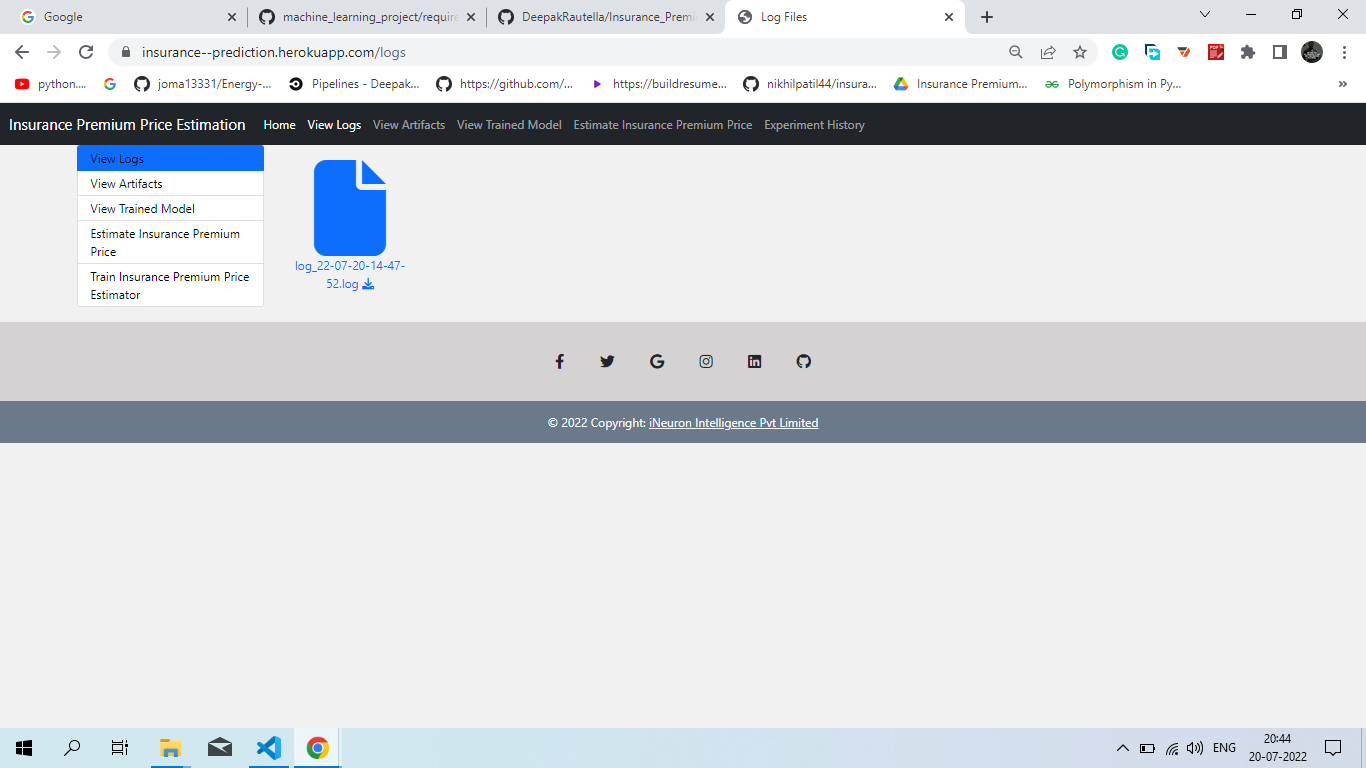 Google
machine_learning_project/require
DeepakRautella/Insurance_Premi
Log Files
insurance--prediction.herokuapp.com/logs
python....
joma13331/Energy-...
Pipelines - Deepak...
https://github.com/...
https://buildresume...
nikhilpatil44/insura...
Insurance Premium...
Polymorphism in Py...
»
Insurance Premium Price Estimation
Home
View Logs
View Artifacts
View Trained Model
Estimate Insurance Premium Price
Experiment History
View Logs
View Artifacts
View Trained Model
Estimate Insurance Premium
Price
Train Insurance Premium Price
Estimator
log_22-07-20-14-47-
52.log
© 2022 Copyright: iNeuron Intelligence Pvt Limited
ENG
20:44
20-07-2022